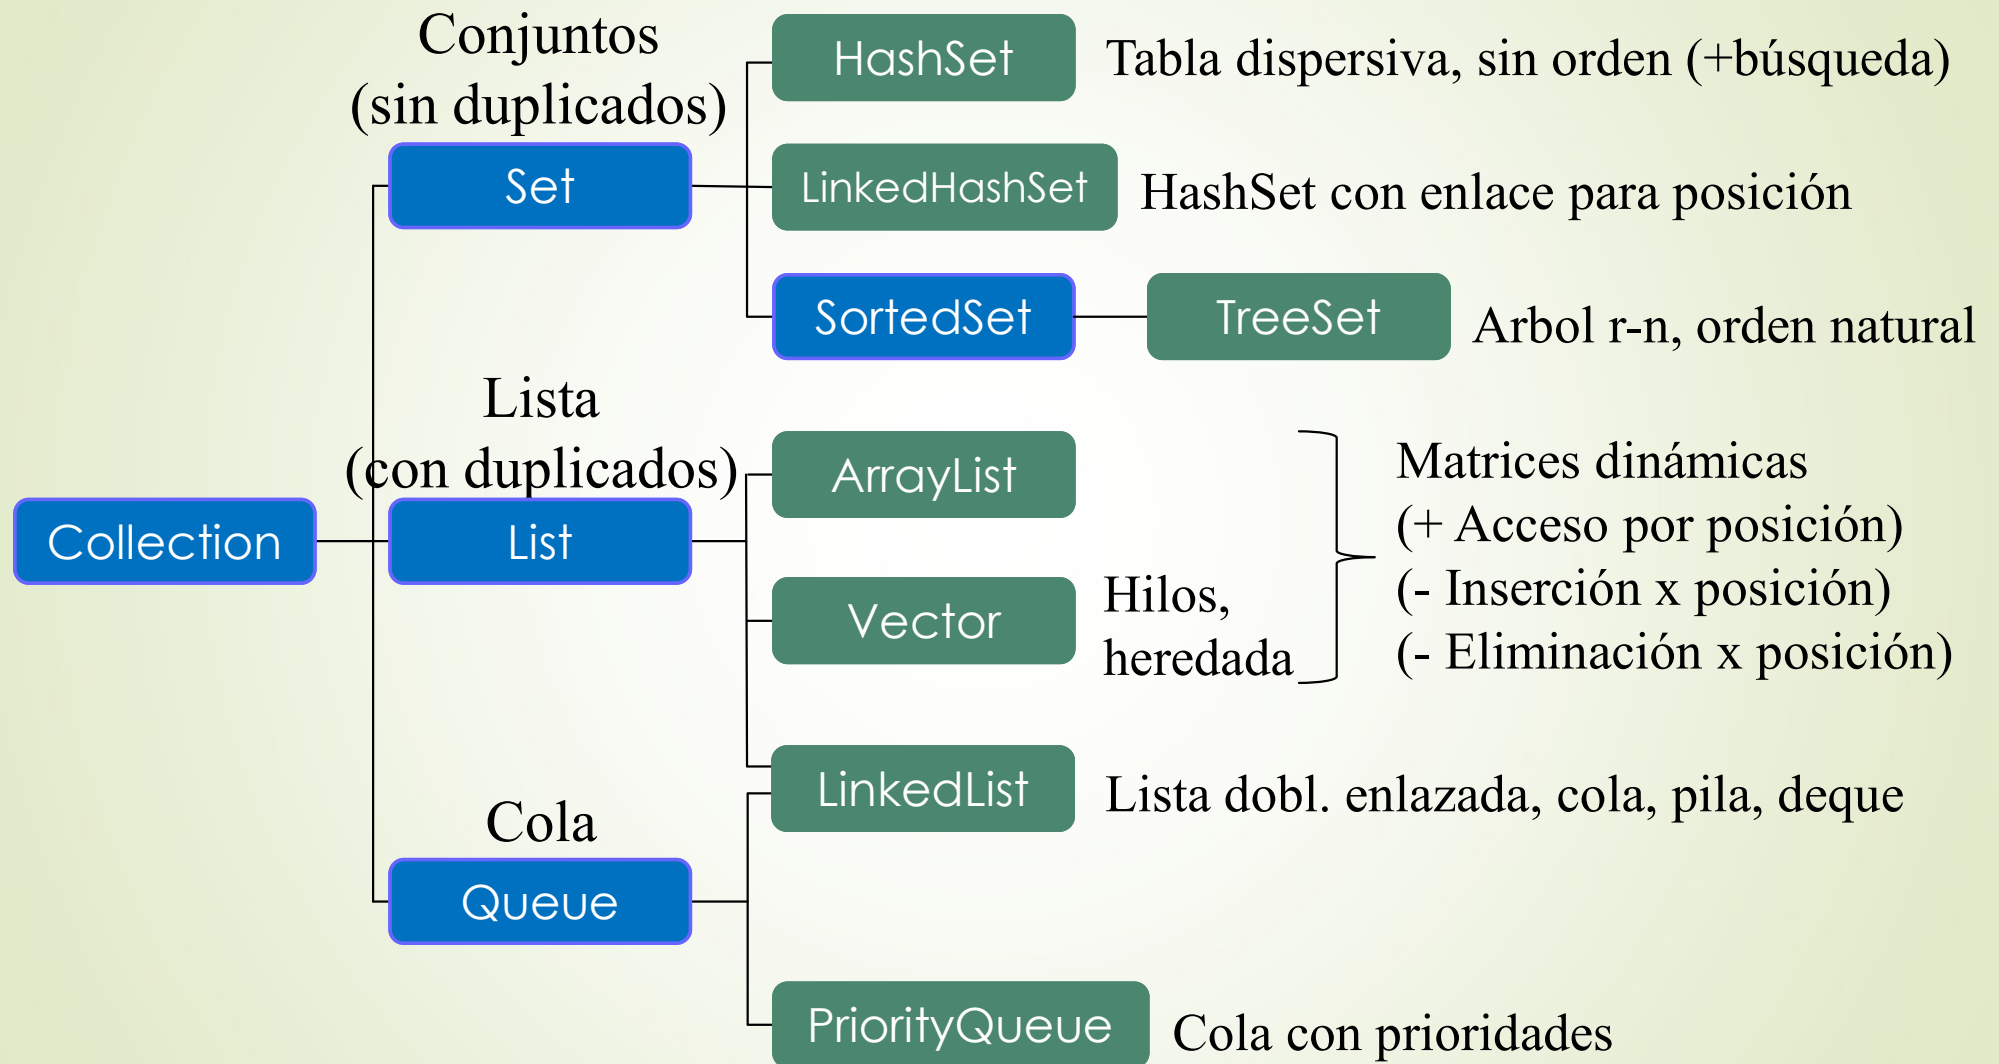 Conjuntos
(sin duplicados)
Set
HashSet
Tabla dispersiva, sin orden (+búsqueda)
LinkedHashSet
HashSet con enlace para posición
SortedSet
TreeSet
Arbol r-n, orden natural
Collection
Lista
(con duplicados)
List
ArrayList
Vector
Hilos,
heredada
Matrices dinámicas
(+ Acceso por posición)
(- Inserción x posición)
(- Eliminación x posición)
LinkedList
Lista dobl. enlazada, cola, pila, deque
Cola
Queue
PriorityQueue
Cola con prioridades